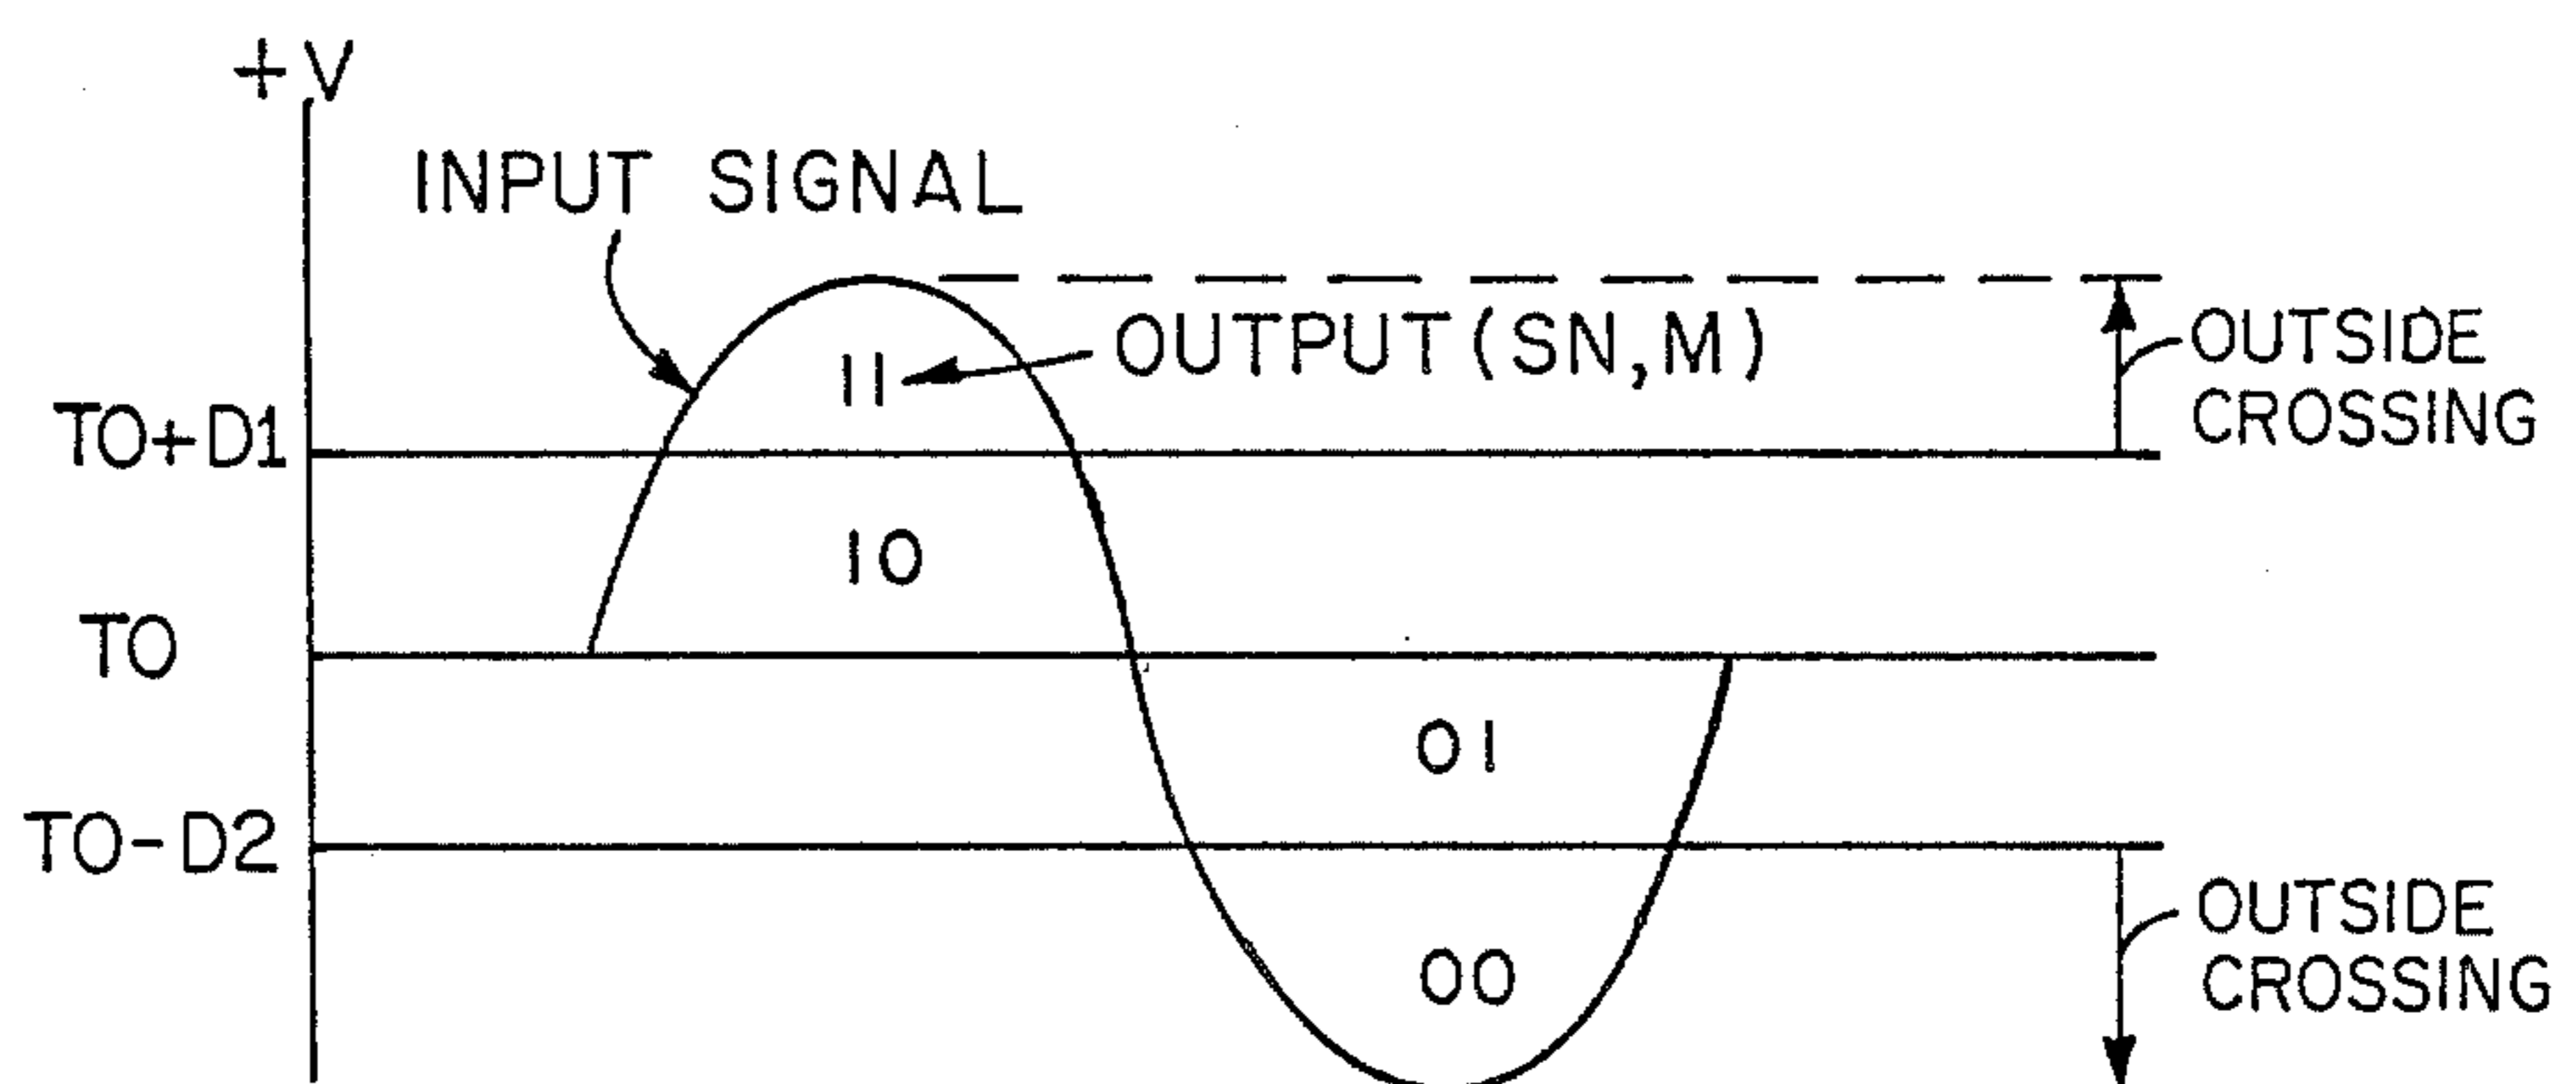 +V
INPUT SIGNAL
OUTPUT(SN,M)
11
OUTSIDE
CROSSING
TO+D1
10
TO
01
TO-D2
OUTSIDE
CROSSING
00